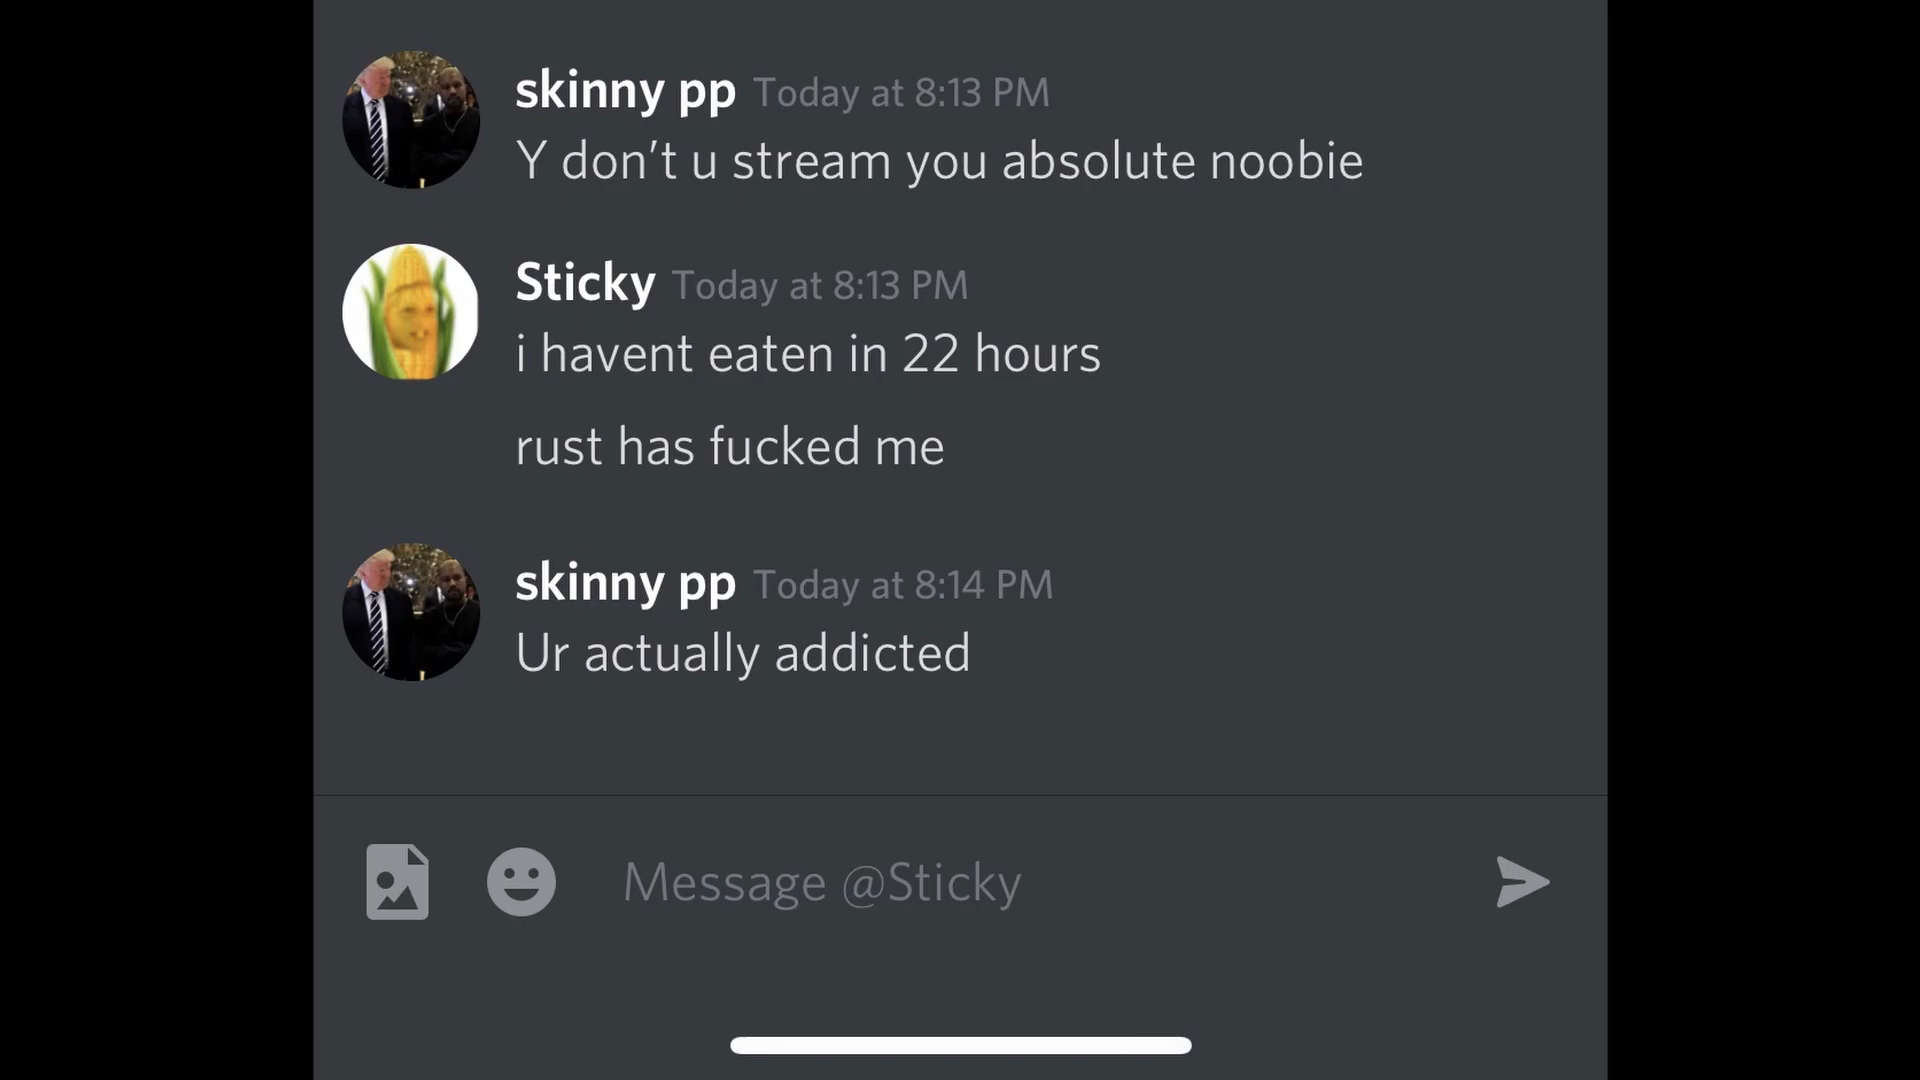 skinny pp Today at 8:13 PM
Y don’t u stream you absolute noobie
Sticky Today at 8:13 PM
i havent eaten in 22 hours
rust has fucked me
skinny pp Today at 8:14 PM
Ur actually addicted
Message @Sticky